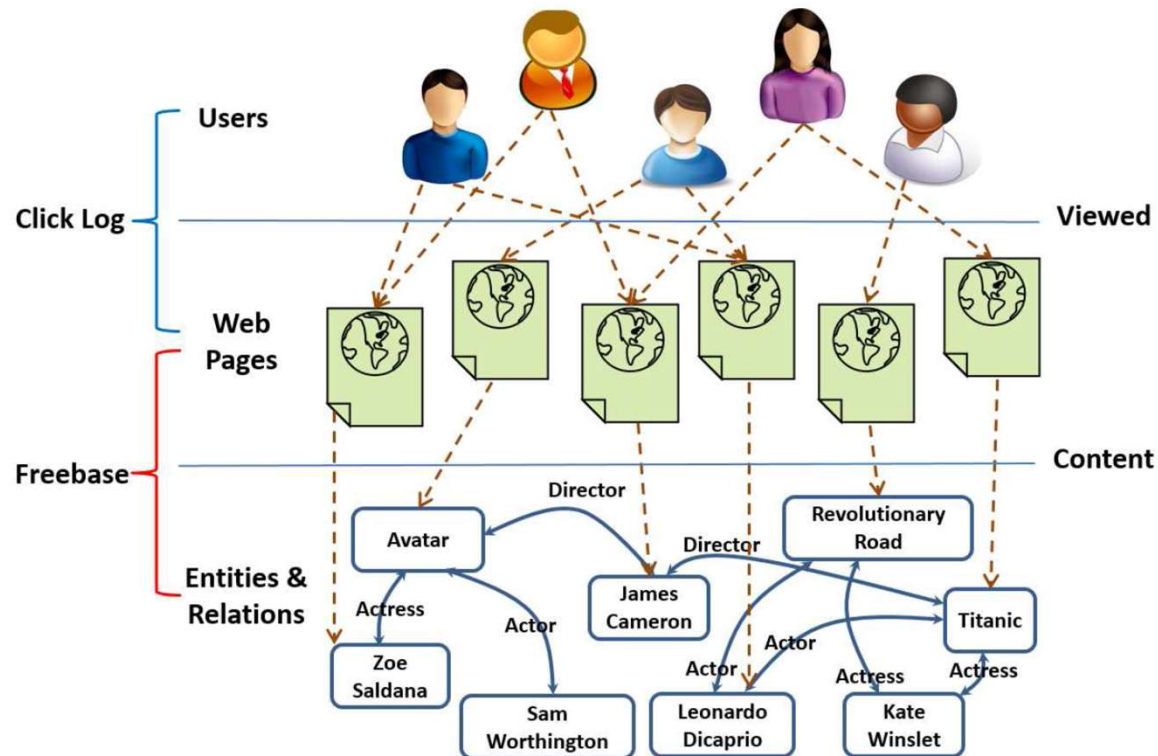 Users
Click Log
Viewed
Web
Pages
Freebase
Content
Director
Revolutionary
Road
Avatar
Director
Entities &
Relations
James
Cameron
Titanic
Actress
Actor
Actor
Zoe
Saldana
Actor
Actress
Actress
Sam
Worthington
Leonardo
Dicaprio
Kate
Winslet